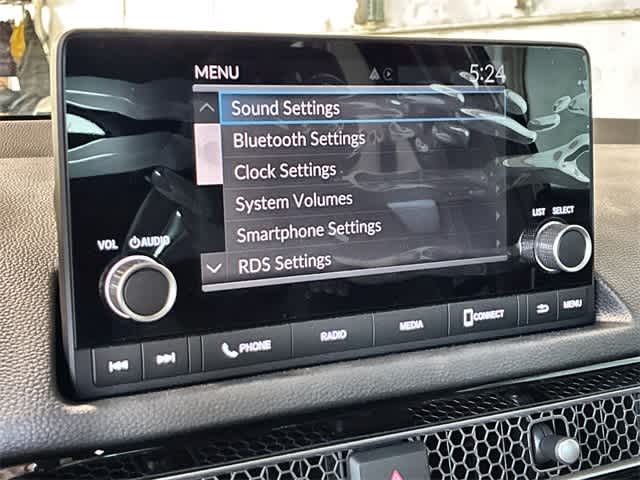 MENU 5:24
Sound Settings
Bluetooth Settings
Clock Settings
System Volumes
Smartphone Settings
RDS Settings
VOL AUDIO
LIST SELECT
PHONE RADIO MEDIA CONNECT MENU